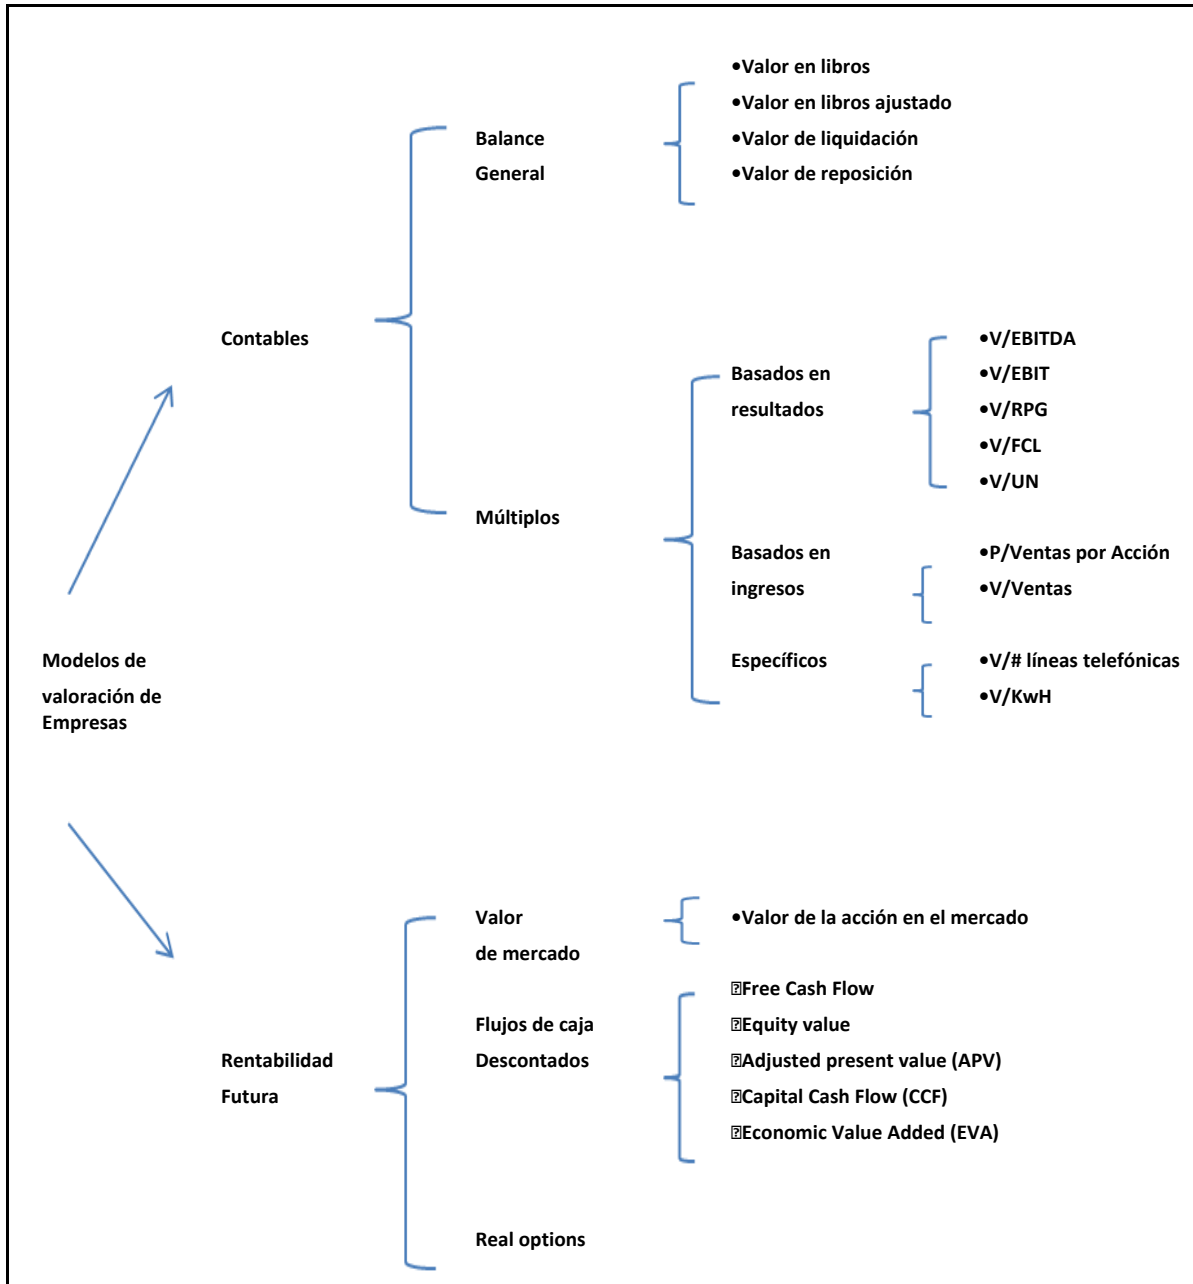 Modelos de
valoración de
Empresas
Contables
Balance
General
•Valor en libros
•Valor en libros ajustado
•Valor de liquidación
•Valor de reposición
Múltiplos
Basados en
resultados
•V/EBITDA
•V/EBIT
•V/RPG
•V/FCL
•V/UN
Basados en
ingresos
•P/Ventas por Acción
•V/Ventas
Específicos
•V/# líneas telefónicas
•V/KwH
Rentabilidad
Futura
Valor
de mercado
•Valor de la acción en el mercado
Flujos de caja
Descontados
⍰Free Cash Flow
⍰Equity value
⍰Adjusted present value (APV)
⍰Capital Cash Flow (CCF)
⍰Economic Value Added (EVA)
Real options